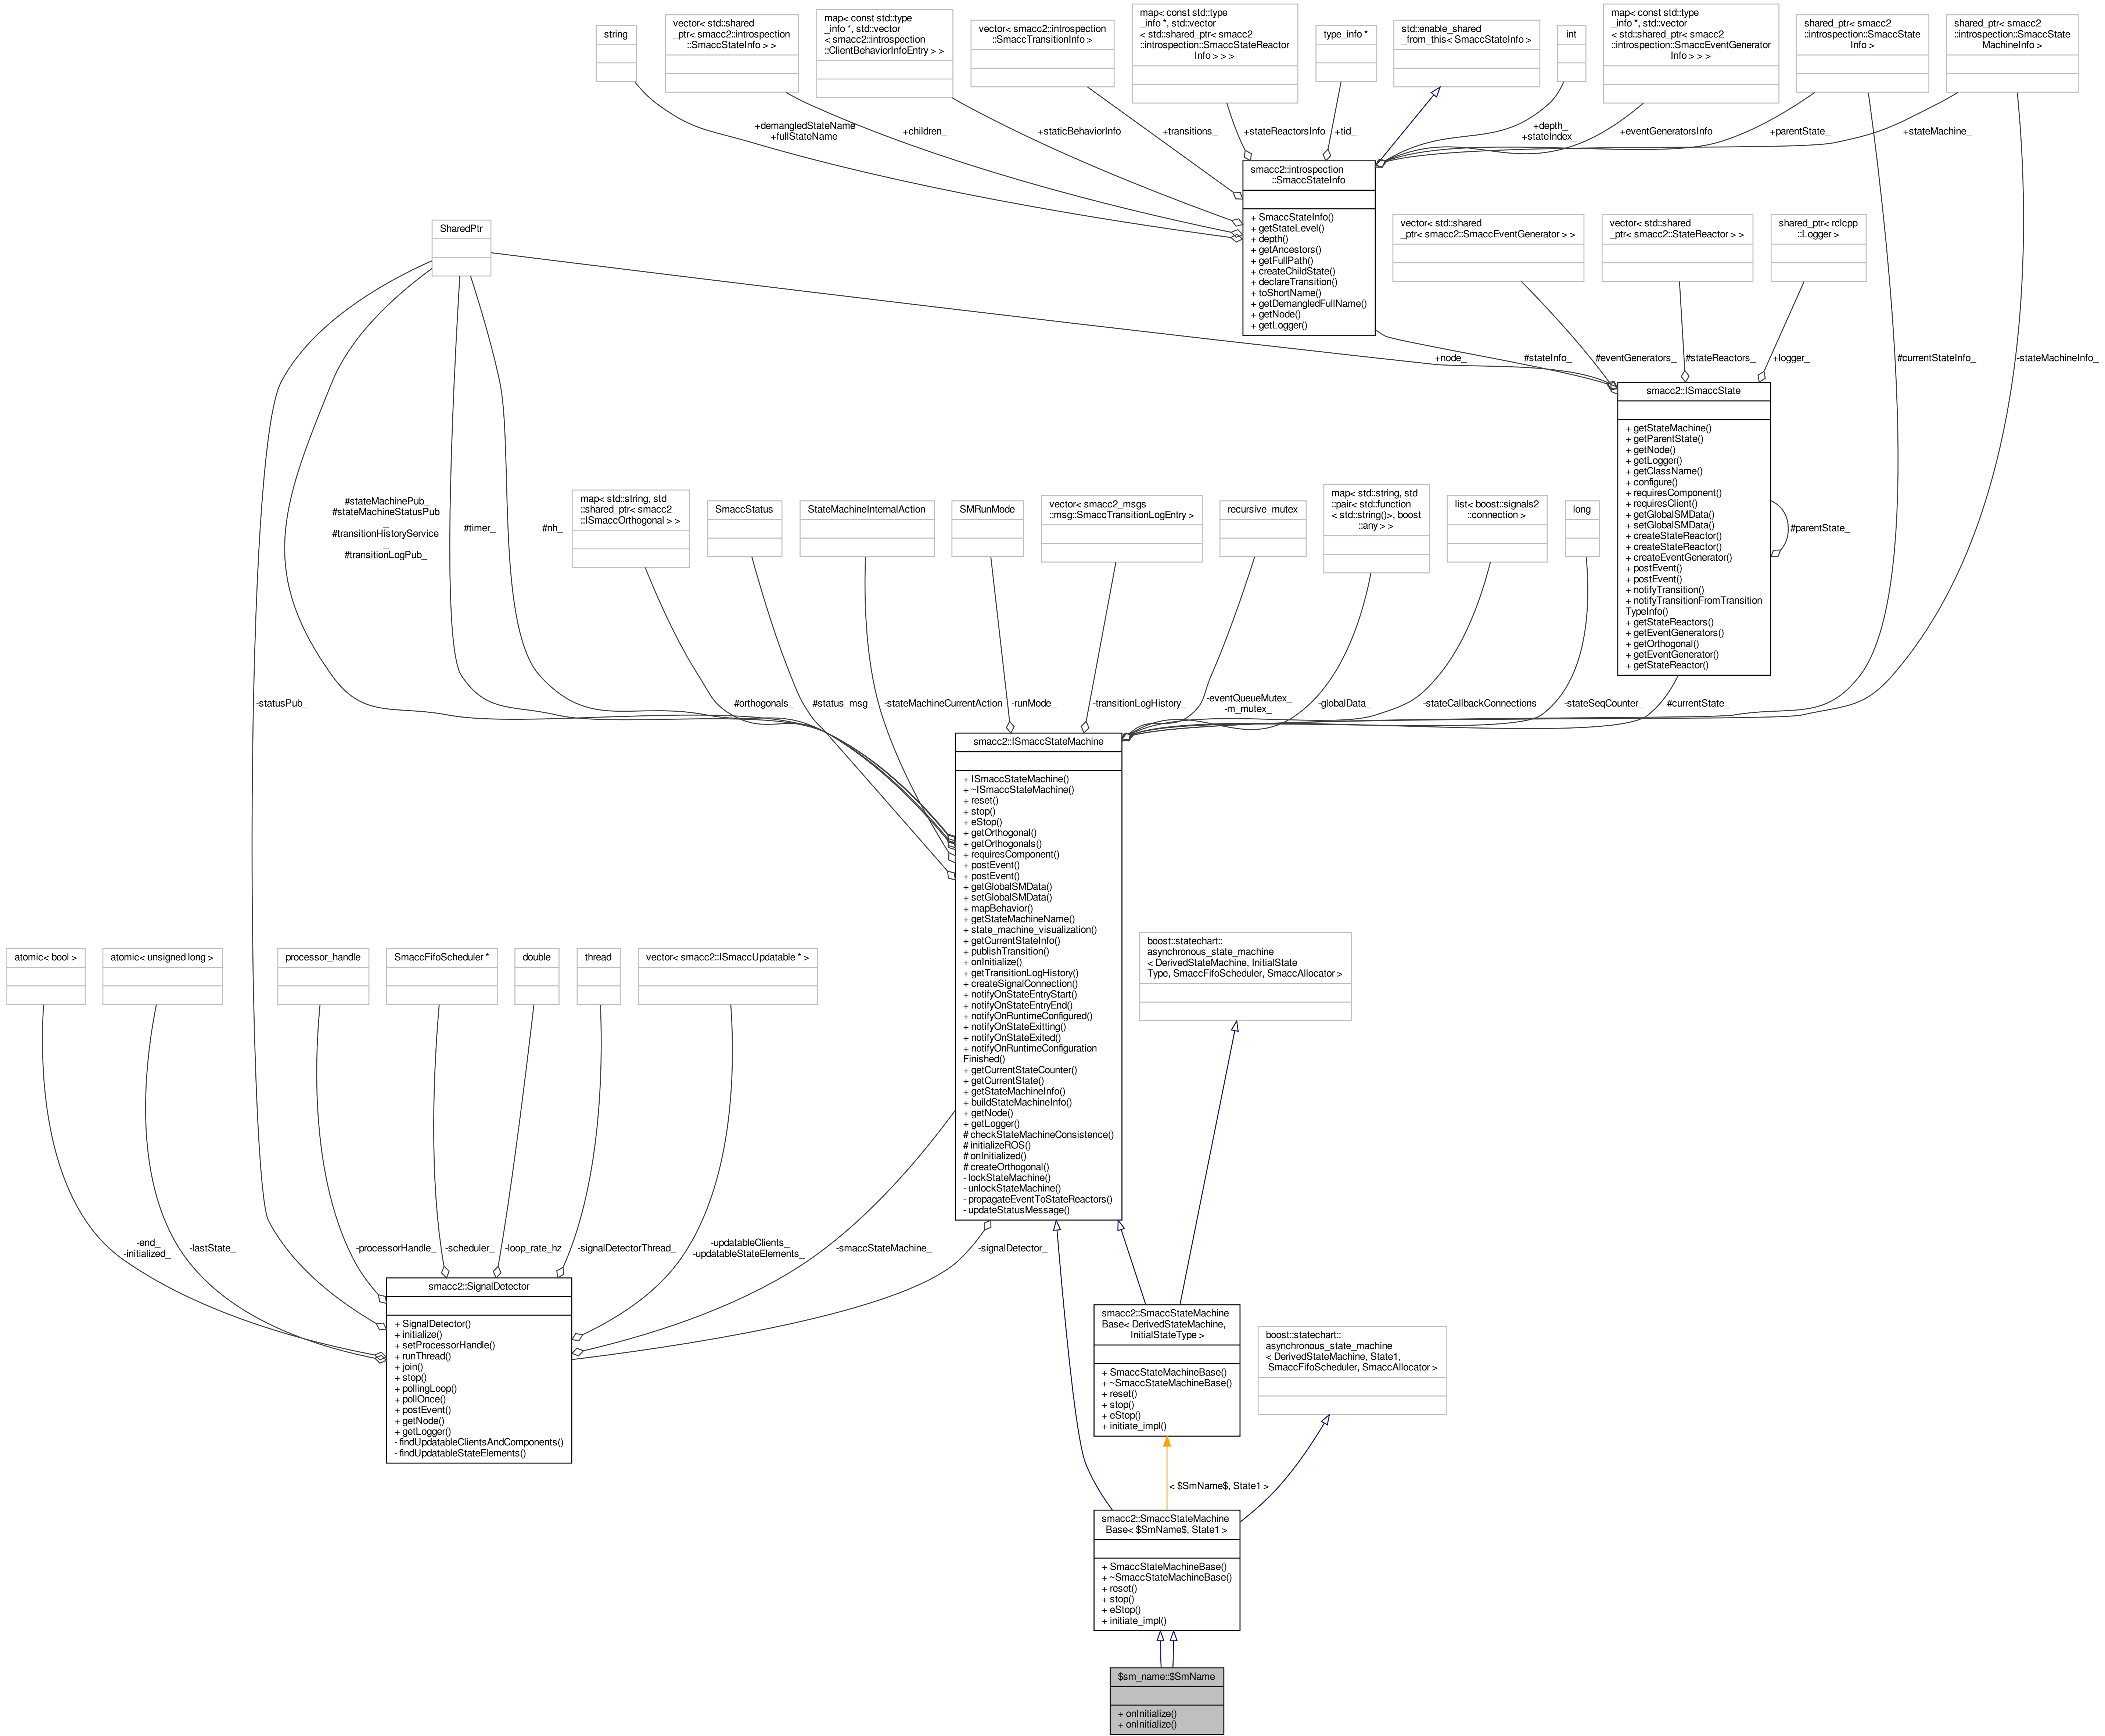 string
vector< std::shared
_ptr< smacc2::introspection
::SmaccStateInfo > >
map< const std::type
_info *, std::vector
< smacc2::introspection
::ClientBehaviorInfoEntry > >
vector< smacc2::introspection
::SmaccTransitionInfo >
map< const std::type
_info *, std::vector
< std::shared_ptr< smacc2
::introspection::SmaccStateReactor
Info > > >
type_info *
std::enable_shared
_from_this< SmaccStateInfo >
int
map< const std::type
_info *, std::vector
< std::shared_ptr< smacc2
::introspection::SmaccEventGenerator
Info > > >
shared_ptr< smacc2
::introspection::SmaccState
Info >
shared_ptr< smacc2
::introspection::SmaccState
MachineInfo >
+demangledStateName
+fullStateName
+children_
+staticBehaviorInfo
+transitions_
+stateReactorsInfo
+tid_
+depth_
+stateIndex_
+eventGeneratorsInfo
+parentState_
+stateMachine_
smacc2::introspection
::SmaccStateInfo
+ SmaccStateInfo()
+ getStateLevel()
+ depth()
+ getAncestors()
+ getFullPath()
+ createChildState()
+ declareTransition()
+ toShortName()
+ getDemangledFullName()
+ getNode()
+ getLogger()
SharedPtr
vector< std::shared
_ptr< smacc2::SmaccEventGenerator > >
vector< std::shared
_ptr< smacc2::StateReactor > >
shared_ptr< rclcpp
::Logger >
+node_
#stateInfo_
#eventGenerators_
#stateReactors_
+logger_
#currentStateInfo_
-stateMachineInfo_
smacc2::ISmaccState
+ getStateMachine()
+ getParentState()
+ getNode()
+ getLogger()
+ getClassName()
+ configure()
+ requiresComponent()
+ requiresClient()
+ getGlobalSMData()
+ setGlobalSMData()
+ createStateReactor()
+ createStateReactor()
+ createEventGenerator()
+ postEvent()
+ postEvent()
+ notifyTransition()
+ notifyTransitionFromTransition
TypeInfo()
+ getStateReactors()
+ getEventGenerators()
+ getOrthogonal()
+ getEventGenerator()
+ getStateReactor()
#parentState_
#stateMachinePub_
#stateMachineStatusPub
_
#transitionHistoryService
_
#transitionLogPub_
#timer_
#nh_
map< std::string, std
::shared_ptr< smacc2
::ISmaccOrthogonal > >
SmaccStatus
StateMachineInternalAction
SMRunMode
vector< smacc2_msgs
::msg::SmaccTransitionLogEntry >
recursive_mutex
map< std::string, std
::pair< std::function
< std::string()>, boost
::any > >
list< boost::signals2
::connection >
long
-statusPub_
#orthogonals_
#status_msg_
-stateMachineCurrentAction
-runMode_
-transitionLogHistory_
-eventQueueMutex_
-m_mutex_
-globalData_
-stateCallbackConnections
-stateSeqCounter_
#currentState_
smacc2::ISmaccStateMachine
+ ISmaccStateMachine()
+ ~ISmaccStateMachine()
+ reset()
+ stop()
+ eStop()
+ getOrthogonal()
+ getOrthogonals()
+ requiresComponent()
+ postEvent()
+ postEvent()
+ getGlobalSMData()
+ setGlobalSMData()
+ mapBehavior()
+ getStateMachineName()
+ state_machine_visualization()
+ getCurrentStateInfo()
+ publishTransition()
+ onInitialize()
+ getTransitionLogHistory()
+ createSignalConnection()
+ notifyOnStateEntryStart()
+ notifyOnStateEntryEnd()
+ notifyOnRuntimeConfigured()
+ notifyOnStateExitting()
+ notifyOnStateExited()
+ notifyOnRuntimeConfiguration
Finished()
+ getCurrentStateCounter()
+ getCurrentState()
+ getStateMachineInfo()
+ buildStateMachineInfo()
+ getNode()
+ getLogger()
# checkStateMachineConsistence()
# initializeROS()
# onInitialized()
# createOrthogonal()
- lockStateMachine()
- unlockStateMachine()
- propagateEventToStateReactors()
- updateStatusMessage()
atomic< bool >
atomic< unsigned long >
processor_handle
SmaccFifoScheduler *
double
thread
vector< smacc2::ISmaccUpdatable * >
boost::statechart::
asynchronous_state_machine
< DerivedStateMachine, InitialState
Type, SmaccFifoScheduler, SmaccAllocator >
-end_
-initialized_
-lastState_
-processorHandle_
-scheduler_
-loop_rate_hz
-signalDetectorThread_
-updatableClients_
-updatableStateElements_
-smaccStateMachine_
-signalDetector_
smacc2::SignalDetector
+ SignalDetector()
+ initialize()
+ setProcessorHandle()
+ runThread()
+ join()
+ stop()
+ pollingLoop()
+ pollOnce()
+ postEvent()
+ getNode()
+ getLogger()
- findUpdatableClientsAndComponents()
- findUpdatableStateElements()
smacc2::SmaccStateMachine
Base< DerivedStateMachine,
InitialStateType >
+ SmaccStateMachineBase()
+ ~SmaccStateMachineBase()
+ reset()
+ stop()
+ eStop()
+ initiate_impl()
boost::statechart::
asynchronous_state_machine
< DerivedStateMachine, State1,
SmaccFifoScheduler, SmaccAllocator >
< $SmName$, State1 >
smacc2::SmaccStateMachine
Base< $SmName$, State1 >
+ SmaccStateMachineBase()
+ ~SmaccStateMachineBase()
+ reset()
+ stop()
+ eStop()
+ initiate_impl()
$sm_name::$SmName
+ onInitialize()
+ onInitialize()